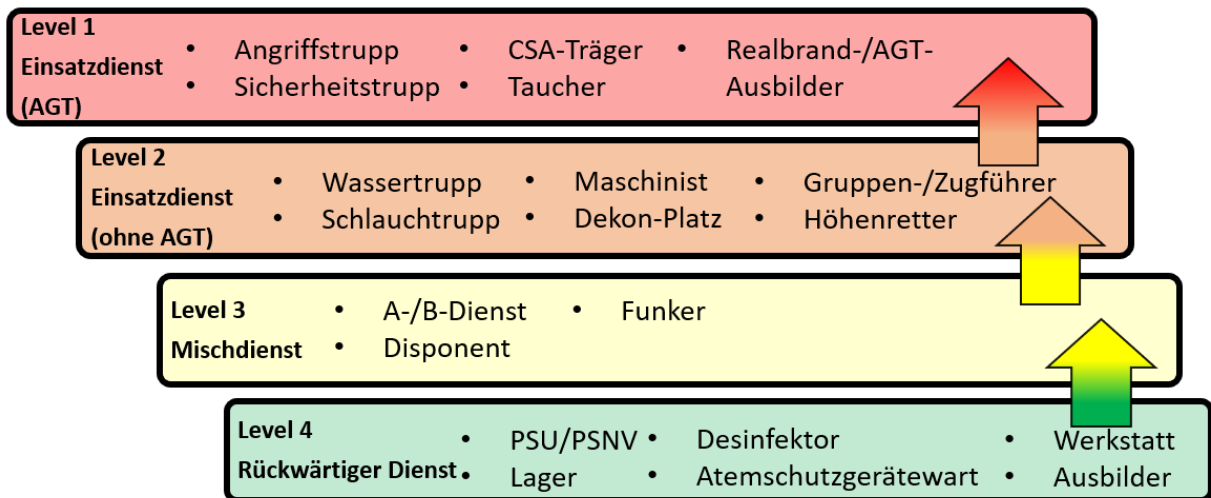 Level 1
Einsatzdienst
(AGT)
• Angriffstrupp
• Sicherheitstrupp
• CSA-Träger
• Taucher
• Realbrand-/AGT-
Ausbilder
Level 2
Einsatzdienst
(ohne AGT)
• Wassertrupp
• Schlauchtrupp
• Maschinist
• Dekon-Platz
• Gruppen-/Zugführer
• Höhenretter
Level 3
Mischdienst
• A-/B-Dienst
• Disponent
• Funker
Level 4
Rückwärtiger Dienst
• PSU/PSNV
• Lager
• Desinfektor
• Atemschutzgerätewart
• Werkstatt
• Ausbilder